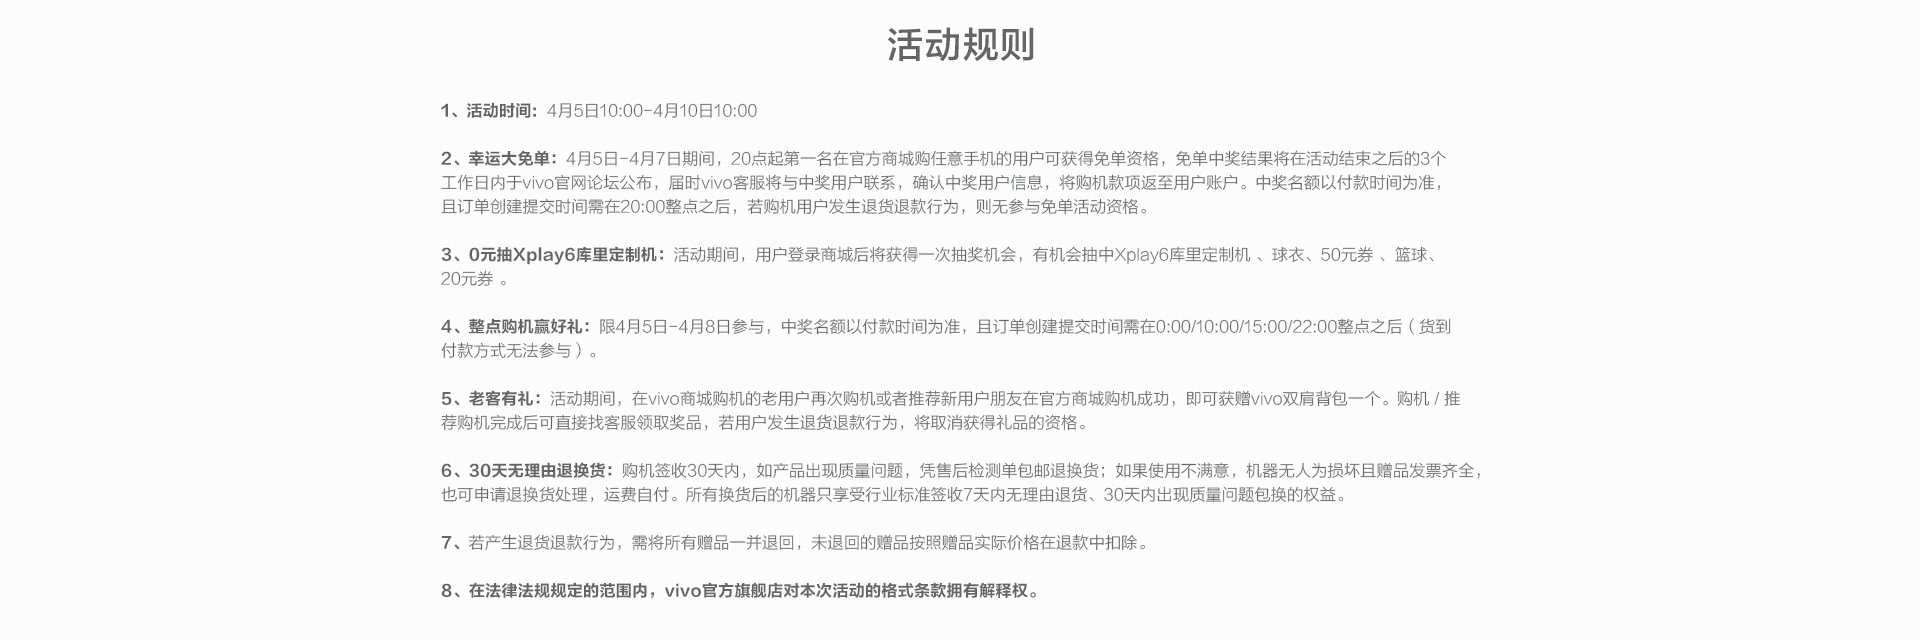 活动规则
1、活动时间：4月5日10:00-4月10日10:00
2、幸运大免单：4月5日-4月7日期间，20点起第一名在官方商城购任意手机的用户可获得免单资格，免单中奖结果将在活动结束之后的3个
工作日内于vivo官网论坛公布，届时vivo客服将与中奖用户联系，确认中奖用户信息，将购机款项返至用户账户。中奖名额以付款时间为准，
且订单创建提交时间需在20:00整点之后，若购机用户发生退货退款行为，则无参与免单活动资格。
3、0元抽Xplay6库里定制机：活动期间，用户登录商城后将获得一次抽奖机会，有机会抽中Xplay6库里定制机 、球衣、50元券 、篮球、
20元券 。
4、整点购机赢好礼：限4月5日-4月8日参与，中奖名额以付款时间为准，且订单创建提交时间需在0:00/10:00/15:00/22:00整点之后（货到
付款方式无法参与）。
5、老客有礼：活动期间，在vivo商城购机的老用户再次购机或者推荐新用户朋友在官方商城购机成功，即可获赠vivo双肩背包一个。购机 / 推
荐购机完成后可直接找客服领取奖品，若用户发生退货退款行为，将取消获得礼品的资格。
6、30天无理由退换货：购机签收30天内，如产品出现质量问题，凭售后检测单包邮退换货；如果使用不满意，机器无人为损坏且赠品发票齐全，
也可申请退换货处理，运费自付。所有换货后的机器只享受行业标准签收7天内无理由退货、30天内出现质量问题包换的权益。
7、若产生退货退款行为，需将所有赠品一并退回，未退回的赠品按照赠品实际价格在退款中扣除。
8、在法律法规规定的范围内，vivo官方旗舰店对本次活动的格式条款拥有解释权。